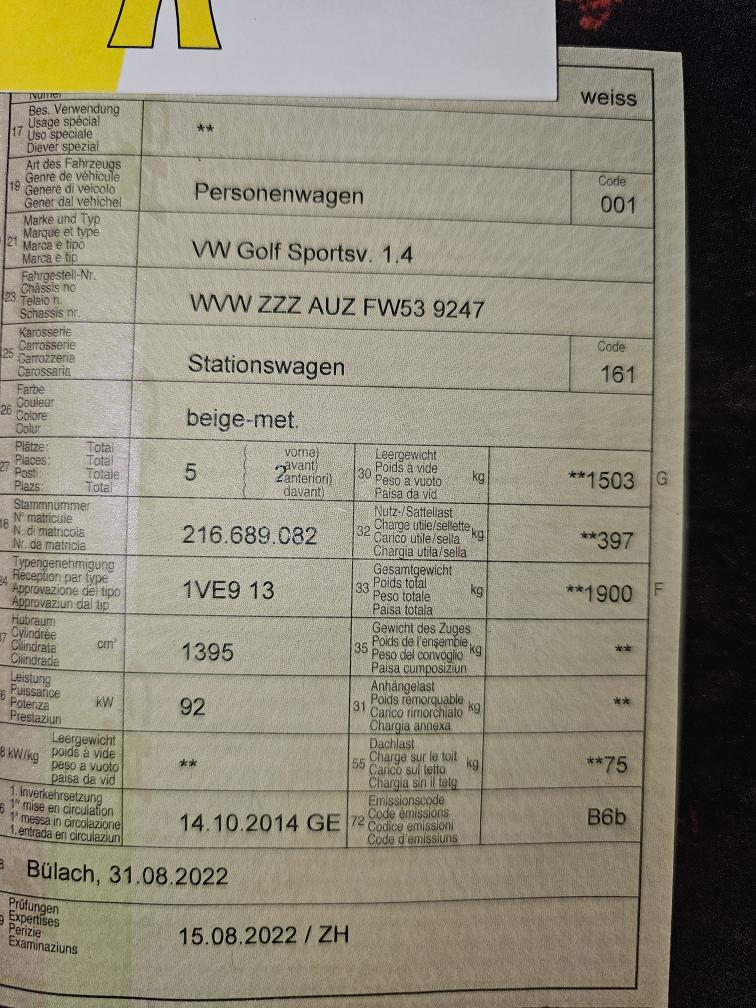 weiss
17 Bes. Verwendung
Usage spécial
Uso speciale
Diever spezial
**
19 Art des Fahrzeugs
Genre de véhicule
Genere di veicolo
Gener dal vehichel
Personenwagen
Code
001
21 Marke und Typ
Marque et type
Marca e tipo
Marca e tip
VW Golf Sportsv. 1.4
23 Fahrgestell-Nr.
Châssis no
Telaio n.
Schassis nr.
WVW ZZZ AUZ FW53 9247
25 Karosserie
Carrosserie
Carrozzeria
Carossaria
Stationswagen
Code
161
26 Farbe
Couleur
Colore
Colur
beige-met.
27 Plätze: Total
Places: Total
Posti: Totale
Plazs: Total
5
2
vorne)
avant)
anteriori)
davant)
30 Leergewicht
Poids à vide
Peso a vuoto
Paisa da vid
kg
**1503
G
18 Stammnummer
N° matricule
N. di matricola
Nr. da matricla
216.689.082
32 Nutz-/Sattellast
Charge utile/sellette
Carico utile/sella
Chargia utila/sella
kg
**397
Typengenehmigung
Réception par type
Approvazione del tipo
Approvaziun dal tip
1VE9 13
33 Gesamtgewicht
Poids total
Peso totale
Paisa totala
kg
**1900
F
Hubraum
Cylindrée
Cilindrata
Cilindrada
cm³
1395
35 Gewicht des Zuges
Poids de l'ensemble
Peso del convoglio
Paisa cumposiziun
kg
**
Leistung
Puissance
Potenza
Prestaziun
kW
92
31 Anhängelast
Poids remorquable
Carico rimorchiato
Chargia annexa
kg
**
kW/kg
Leergewicht
poids à vide
peso a vuoto
paisa da vid
**
55 Dachlast
Charge sur le toit
Carico sul tetto
Chargia sin il tetg
kg
**75
1. Inverkehrsetzung
1re mise en circulation
1a messa in circolazione
1. entrada en circulaziun
14.10.2014 GE
72 Emissionscode
Code émissions
Codice emissioni
Code d'emissiuns
B6b
Bülach, 31.08.2022
Prüfungen
Expertises
Perizie
Examinaziuns
15.08.2022 / ZH